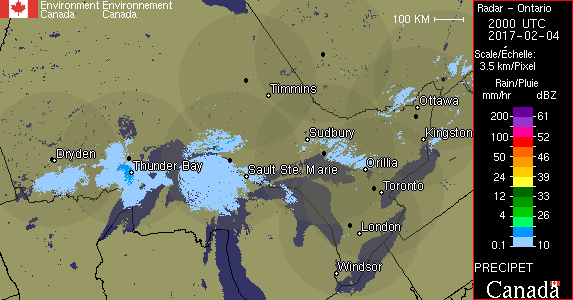 Environment Environnement
Canada Canada
100 KM
Timmins
Ottawa
Sudbury
Kingston
Dryden
Thunder Bay
Sault Ste. Marie
Orillia
Toronto
London
Windsor
Radar - Ontario
2000 UTC
2017-02-04
Scale/Échelle:
3.5 km/Pixel
Rain/Pluie
mm/hr dBZ
200 61
100 52
50 46
24 39
12 33
4 26
0.1 10
PRECIPET
Canada